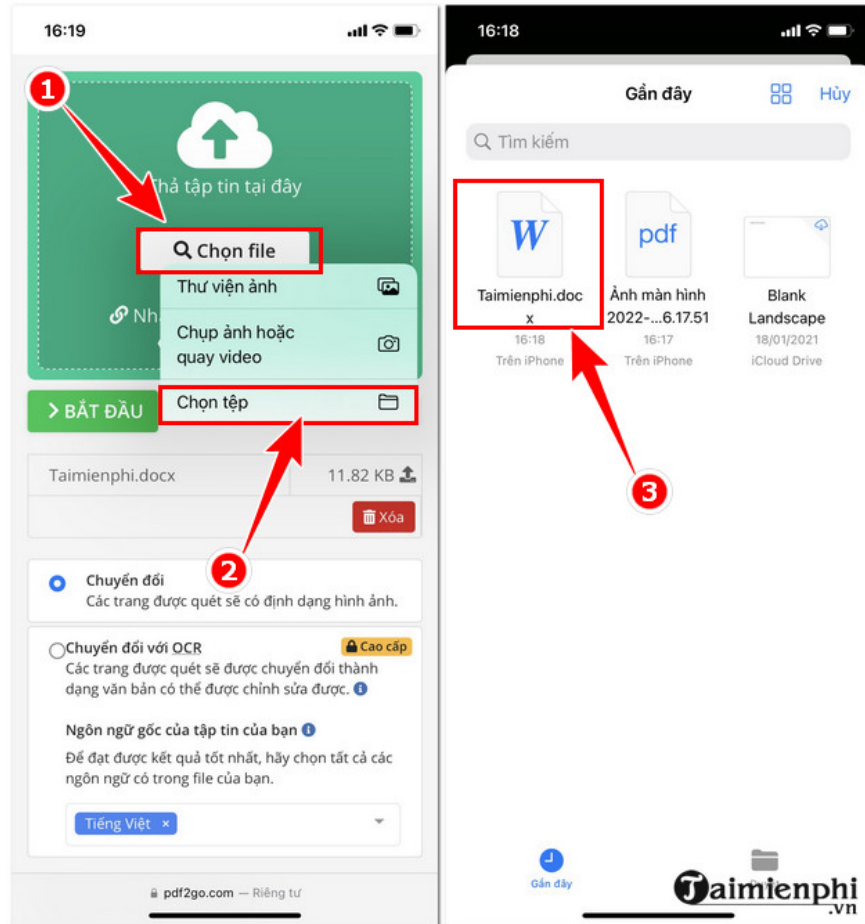 16:19
1
Thả tập tin tại đây
Chọn file
Thư viện ảnh
Nh
Chụp ảnh hoặc
quay video
Chọn tệp
BẮT ĐẦU
2
Taimienphi.docx 11.82 KB
Xóa
Chuyển đổi
Các trang được quét sẽ có định dạng hình ảnh.
Chuyển đổi với OCR Cao cấp
Các trang được quét sẽ được chuyển đổi thành
dạng văn bản có thể được chỉnh sửa được.
Ngôn ngữ gốc của tập tin của bạn
Để đạt được kết quả tốt nhất, hãy chọn tất cả các
ngôn ngữ có trong file của bạn.
Tiếng Việt ×
pdf2go.com — Riêng tư
16:18
Gần đây Hủy
Tìm kiếm
W
Taimienphi.doc
x
16:18
Trên iPhone
pdf
Ảnh màn hình
2022-...6.17.51
16:17
Trên iPhone
Blank
Landscape
18/01/2021
iCloud Drive
3
Gần đây
Taimienphi
.vn